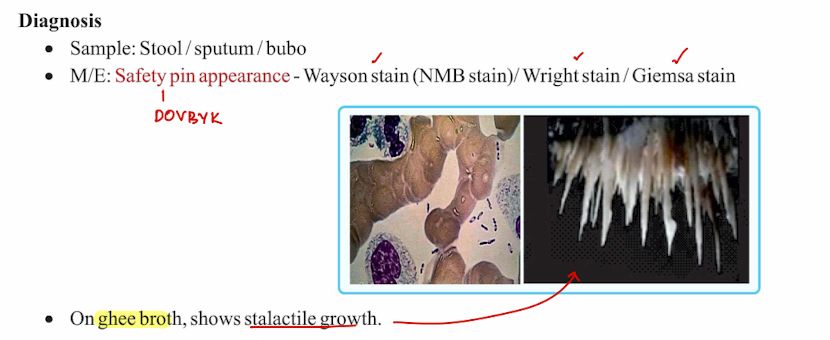 Diagnosis
• Sample: Stool / sputum / bubo
• M/E: Safety pin appearance - Wayson stain (NMB stain)/ Wright stain / Giemsa stain
DOVBYK
• On ghee broth, shows stalactile growth.